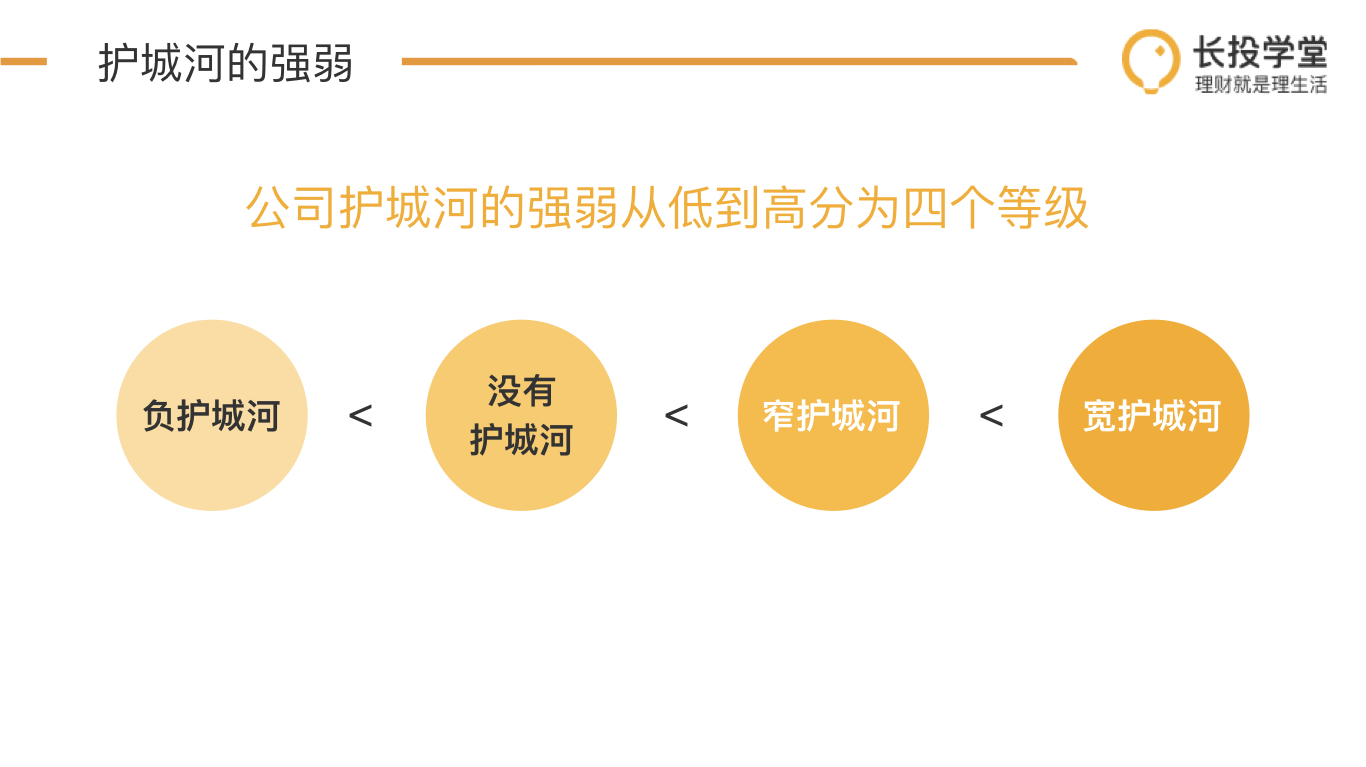 护城河的强弱
长投学堂
理财就是理生活
公司护城河的强弱从低到高分为四个等级
负护城河
<
没有
护城河
<
窄护城河
<
宽护城河